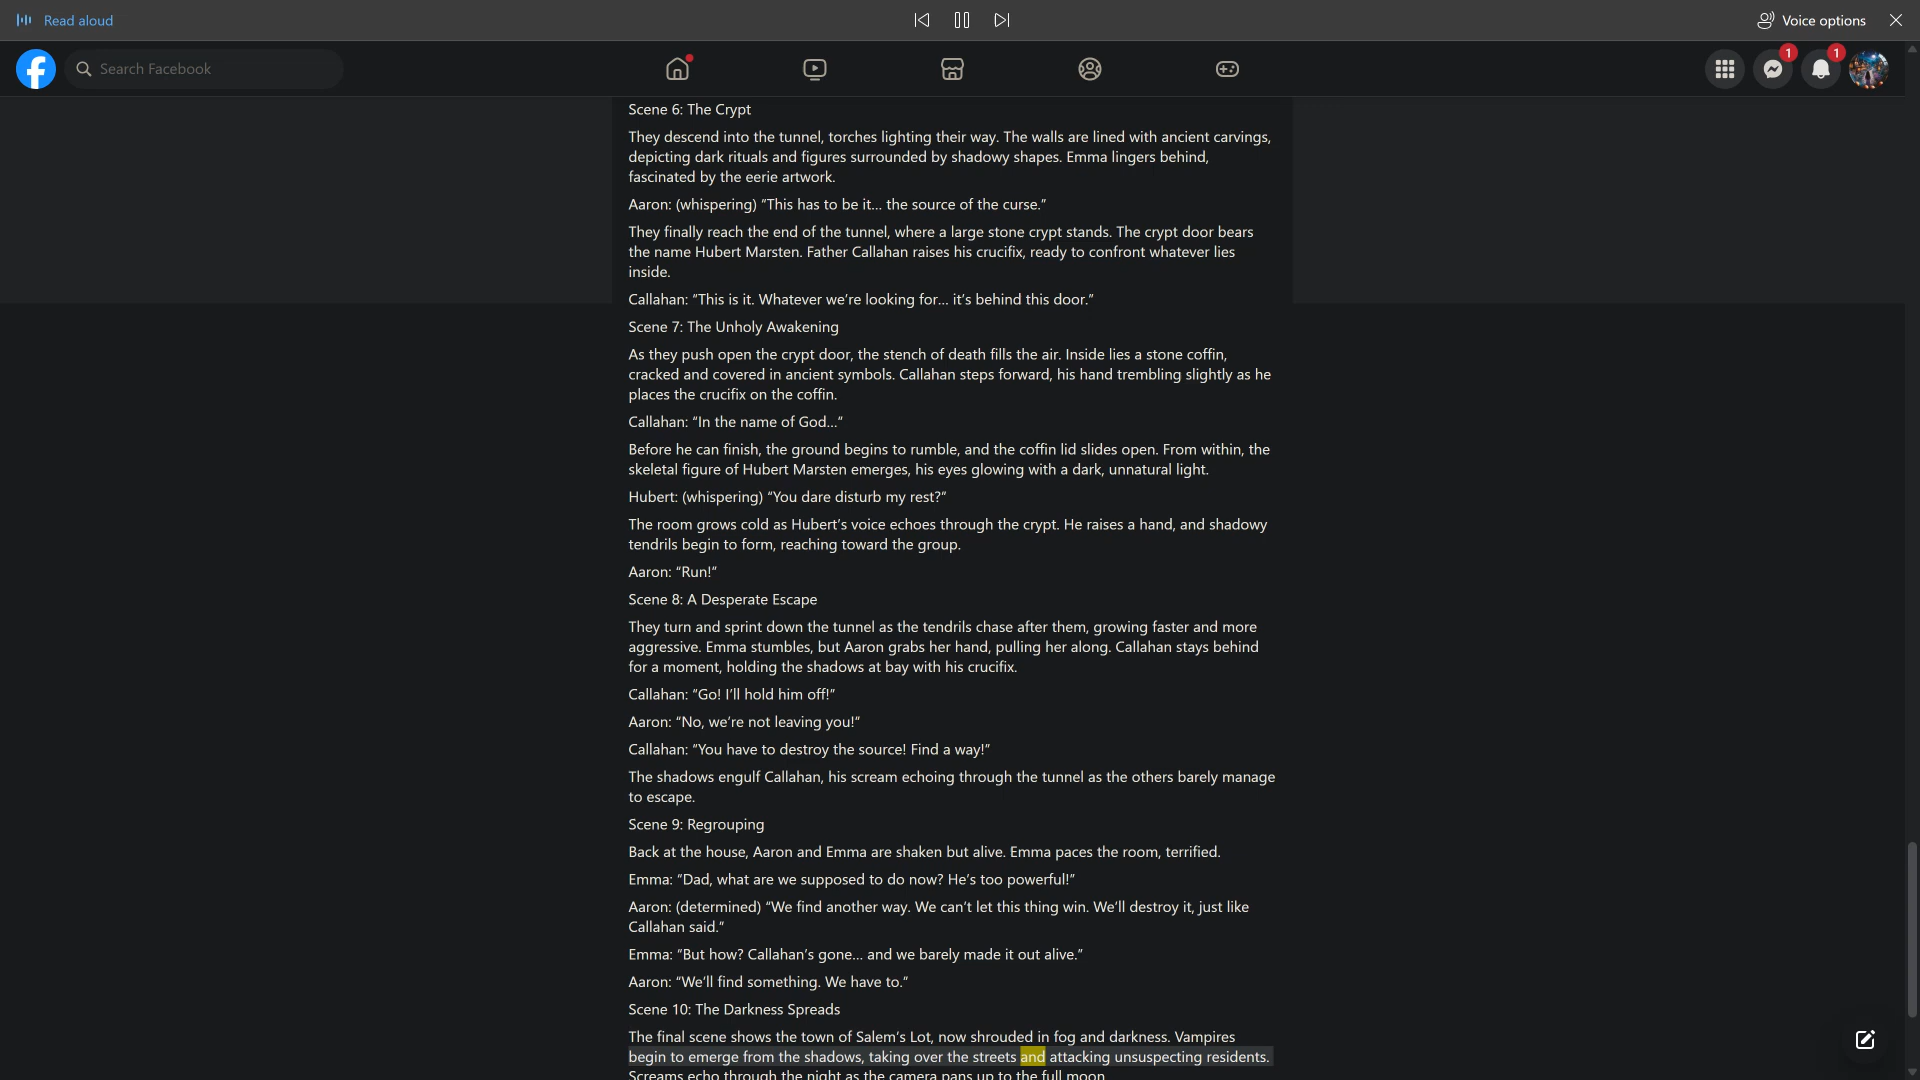 Read aloud
Voice options
Search Facebook
1
1
Scene 6: The Crypt
They descend into the tunnel, torches lighting their way. The walls are lined with ancient carvings,
depicting dark rituals and figures surrounded by shadowy shapes. Emma lingers behind,
fascinated by the eerie artwork.
Aaron: (whispering) “This has to be it… the source of the curse.”
They finally reach the end of the tunnel, where a large stone crypt stands. The crypt door bears
the name Hubert Marsten. Father Callahan raises his crucifix, ready to confront whatever lies
inside.
Callahan: “This is it. Whatever we’re looking for… it’s behind this door.”
Scene 7: The Unholy Awakening
As they push open the crypt door, the stench of death fills the air. Inside lies a stone coffin,
cracked and covered in ancient symbols. Callahan steps forward, his hand trembling slightly as he
places the crucifix on the coffin.
Callahan: “In the name of God…”
Before he can finish, the ground begins to rumble, and the coffin lid slides open. From within, the
skeletal figure of Hubert Marsten emerges, his eyes glowing with a dark, unnatural light.
Hubert: (whispering) “You dare disturb my rest?”
The room grows cold as Hubert’s voice echoes through the crypt. He raises a hand, and shadowy
tendrils begin to form, reaching toward the group.
Aaron: “Run!”
Scene 8: A Desperate Escape
They turn and sprint down the tunnel as the tendrils chase after them, growing faster and more
aggressive. Emma stumbles, but Aaron grabs her hand, pulling her along. Callahan stays behind
for a moment, holding the shadows at bay with his crucifix.
Callahan: “Go! I’ll hold him off!”
Aaron: “No, we’re not leaving you!”
Callahan: “You have to destroy the source! Find a way!”
The shadows engulf Callahan, his scream echoing through the tunnel as the others barely manage
to escape.
Scene 9: Regrouping
Back at the house, Aaron and Emma are shaken but alive. Emma paces the room, terrified.
Emma: “Dad, what are we supposed to do now? He’s too powerful!”
Aaron: (determined) “We find another way. We can’t let this thing win. We’ll destroy it, just like
Callahan said.”
Emma: “But how? Callahan’s gone… and we barely made it out alive.”
Aaron: “We’ll find something. We have to.”
Scene 10: The Darkness Spreads
The final scene shows the town of Salem’s Lot, now shrouded in fog and darkness. Vampires
begin to emerge from the shadows, taking over the streets and attacking unsuspecting residents.
Screams echo through the night as the camera pans up to the full moon.